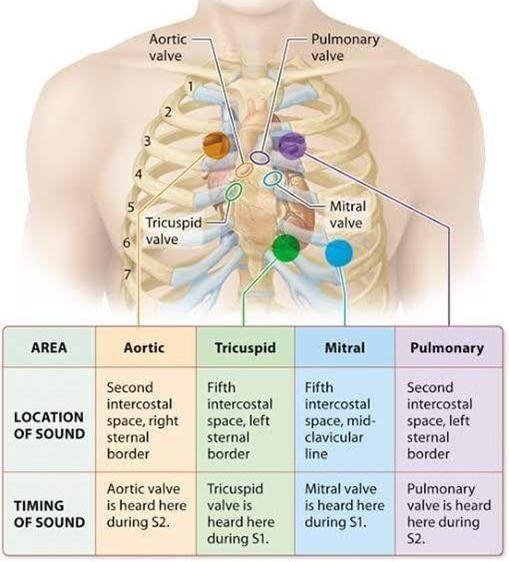 Aortic
valve
Pulmonary
valve
1
2
3
4
5
6
7
Tricuspid
valve
Mitral
valve
AREA
Aortic
Tricuspid
Mitral
Pulmonary
LOCATION
OF SOUND
Second
intercostal
space, right
sternal
border
Fifth
intercostal
space, left
sternal
border
Fifth
intercostal
space, mid-
clavicular
line
Second
intercostal
space, left
sternal
border
TIMING
OF SOUND
Aortic valve
is heard here
during S2.
Tricuspid
valve is
heard here
during S1.
Mitral valve
is heard here
during S1.
Pulmonary
valve is heard
here during
S2.